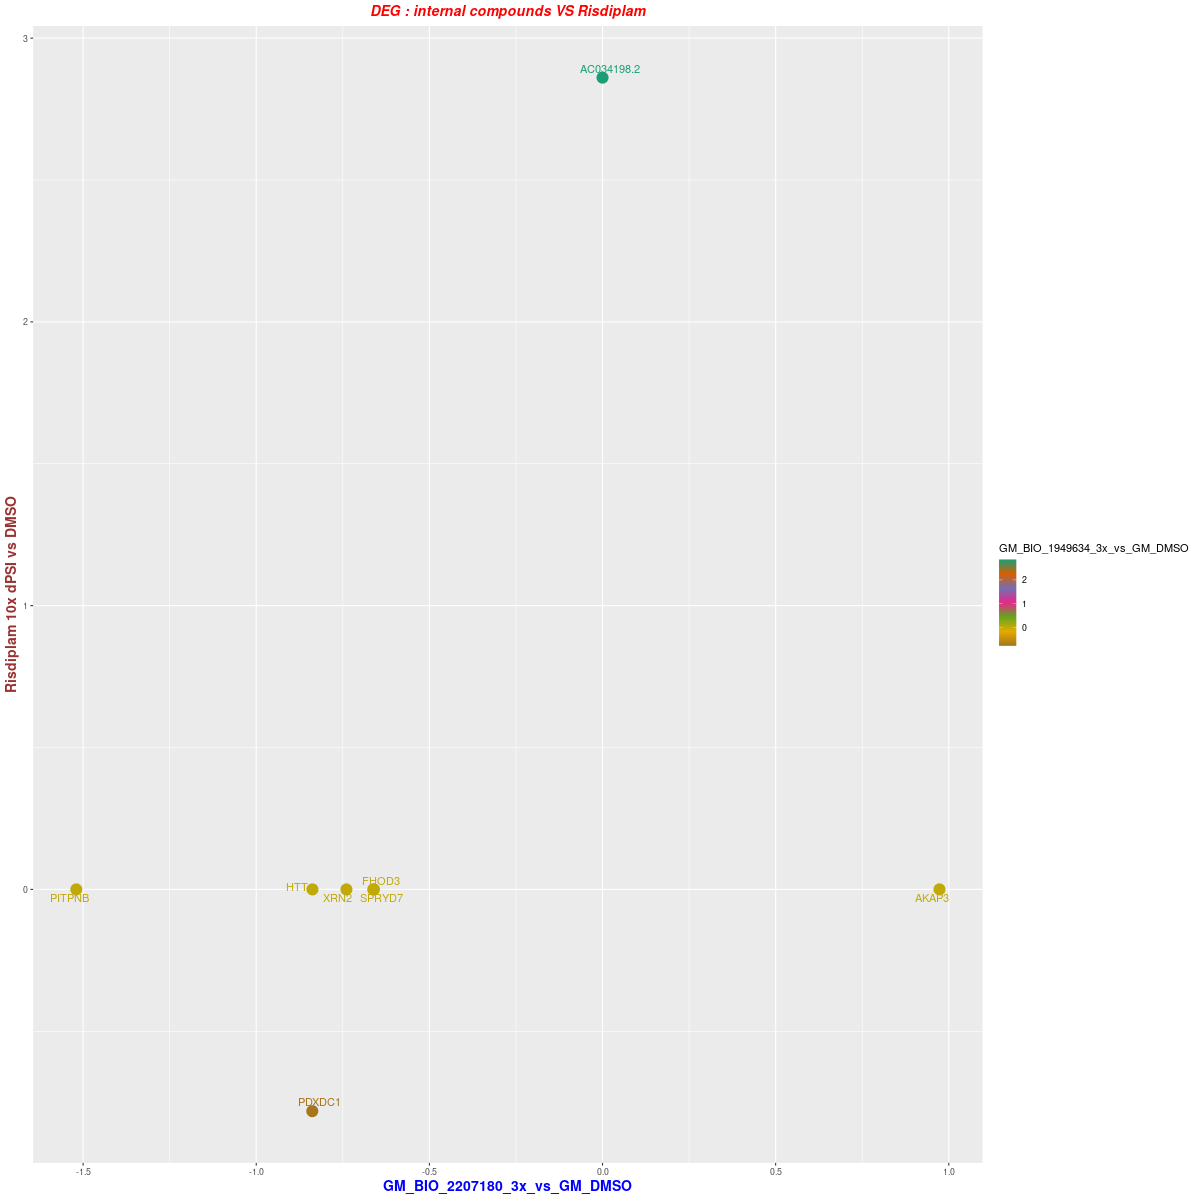 DEG : internal compounds VS Risdiplam
3
AC034198.2
2
Risdiplam 10x dPSI vs DMSO
GM_BIO_1949634_3x_vs_GM_DMSO
2
1
0
1
0
PITPNB
HTT
XRN2
FHOD3
SPRYD7
AKAP3
PDXDC1
-1.5
-1.0
-0.5
0.0
0.5
1.0
GM_BIO_2207180_3x_vs_GM_DMSO